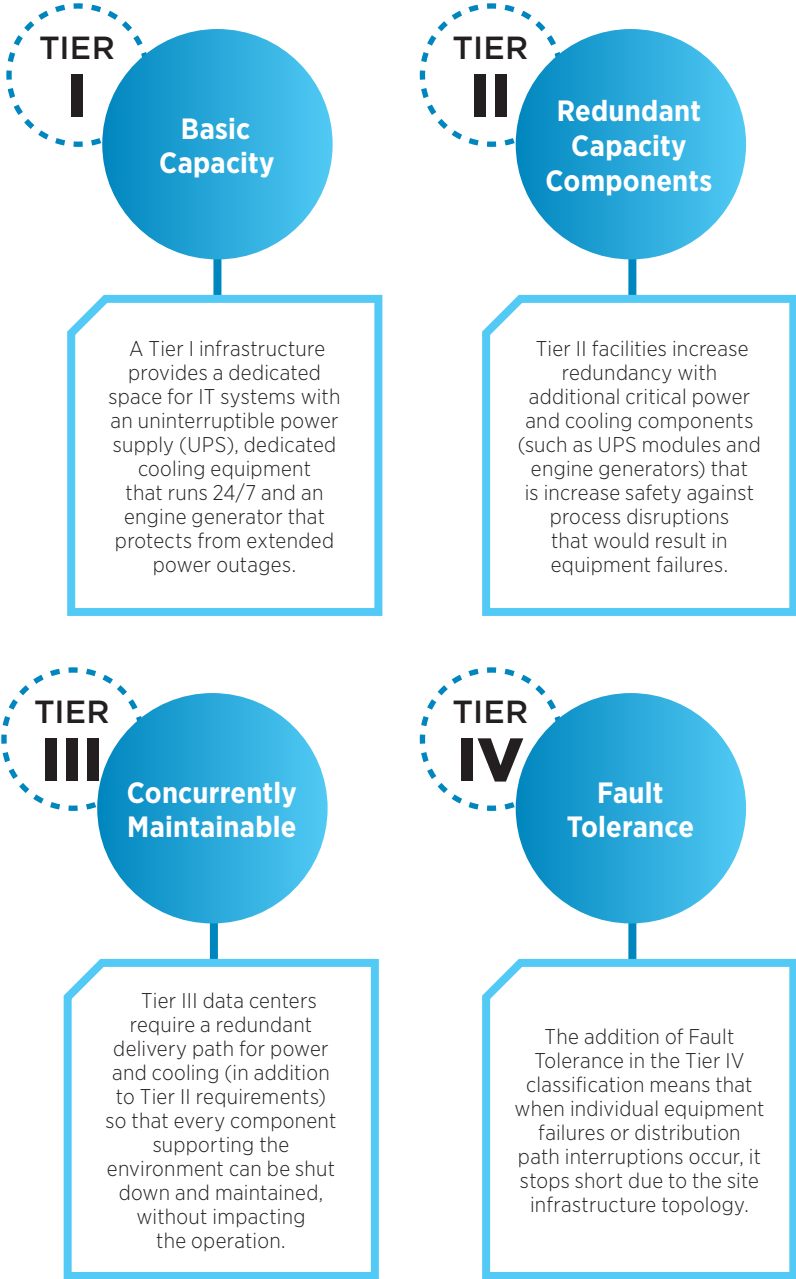 TIER
I
Basic
Capacity
A Tier I infrastructure
provides a dedicated
space for IT systems with
an uninterruptible power
supply (UPS), dedicated
cooling equipment
that runs 24/7 and an
engine generator that
protects from extended
power outages.
TIER
II
Redundant
Capacity
Components
Tier II facilities increase
redundancy with
additional critical power
and cooling components
(such as UPS modules and
engine generators) that
is increase safety against
process disruptions
that would result in
equipment failures.
TIER
III
Concurrently
Maintainable
Tier III data centers
require a redundant
delivery path for power
and cooling (in addition
to Tier II requirements)
so that every component
supporting the
environment can be shut
down and maintained,
without impacting
the operation.
TIER
IV
Fault
Tolerance
The addition of Fault
Tolerance in the Tier IV
classification means that
when individual equipment
failures or distribution
path interruptions occur, it
stops short due to the site
infrastructure topology.